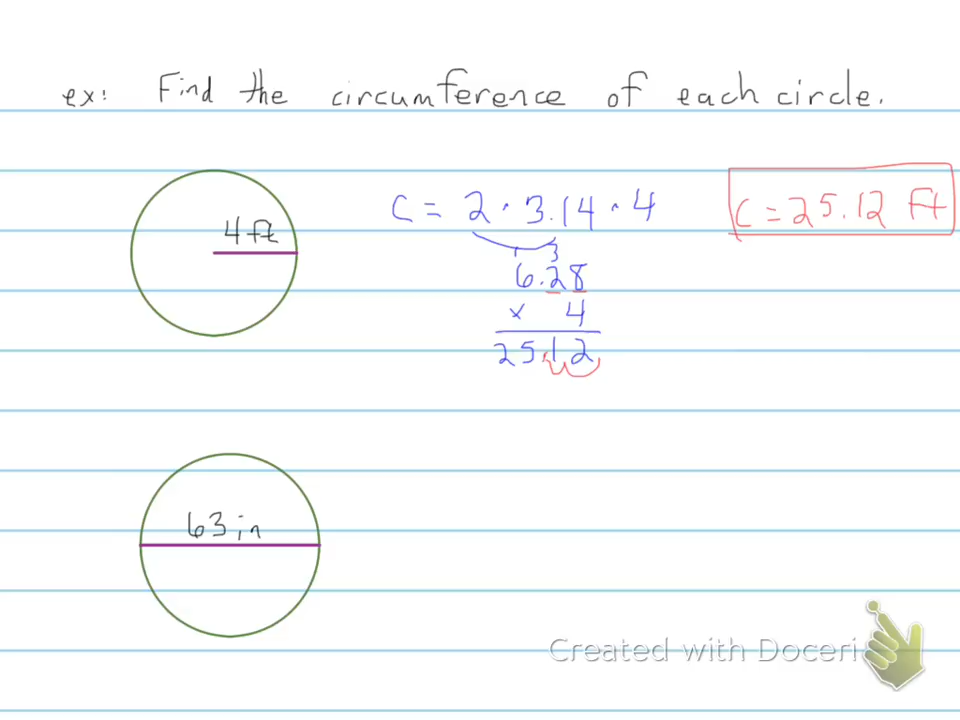 ex: Find the circumference of each circle.
4 ft
C = 2 · 3.14 · 4
C = 25.12 ft
1 3
6.28
x 4
25.12
63 in
Created with Doceri